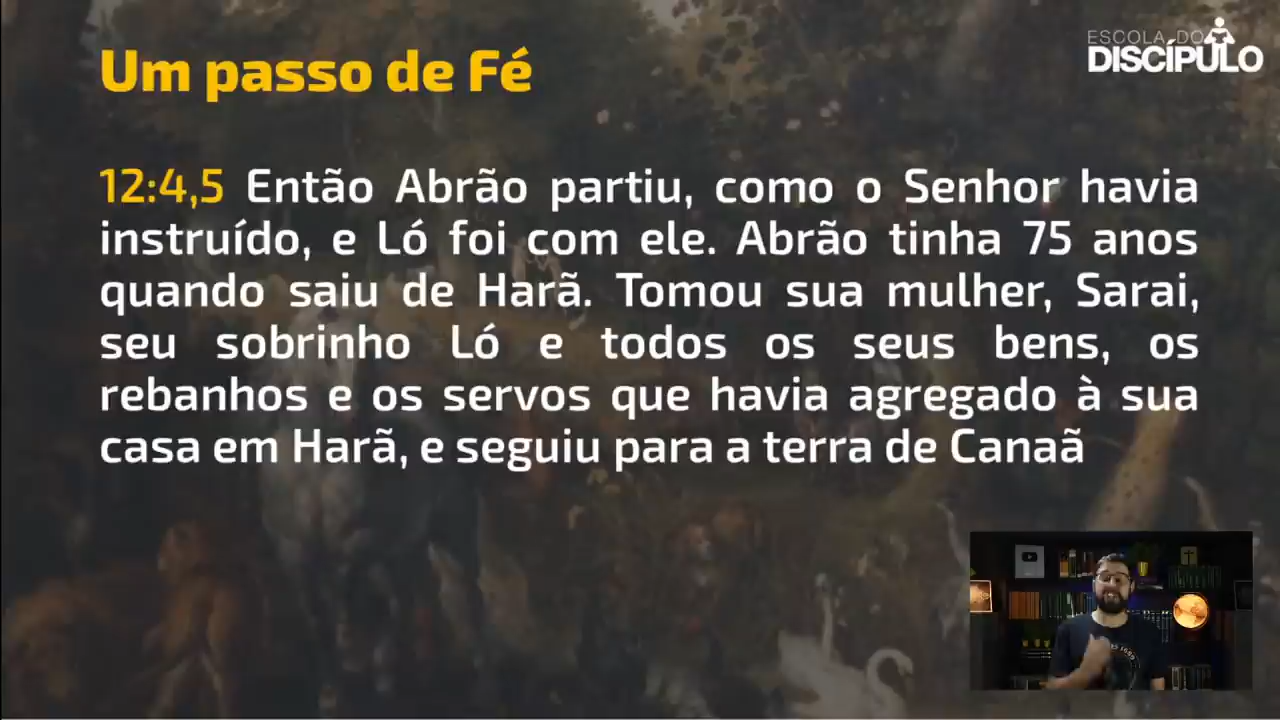 Um passo de Fé
ESCOLA DO
DISCÍPULO
12:4,5 Então Abrão partiu, como o Senhor havia
instruído, e Ló foi com ele. Abrão tinha 75 anos
quando saiu de Harã. Tomou sua mulher, Sarai,
seu sobrinho Ló e todos os seus bens, os
rebanhos e os servos que havia agregado à sua
casa em Harã, e seguiu para a terra de Canaã